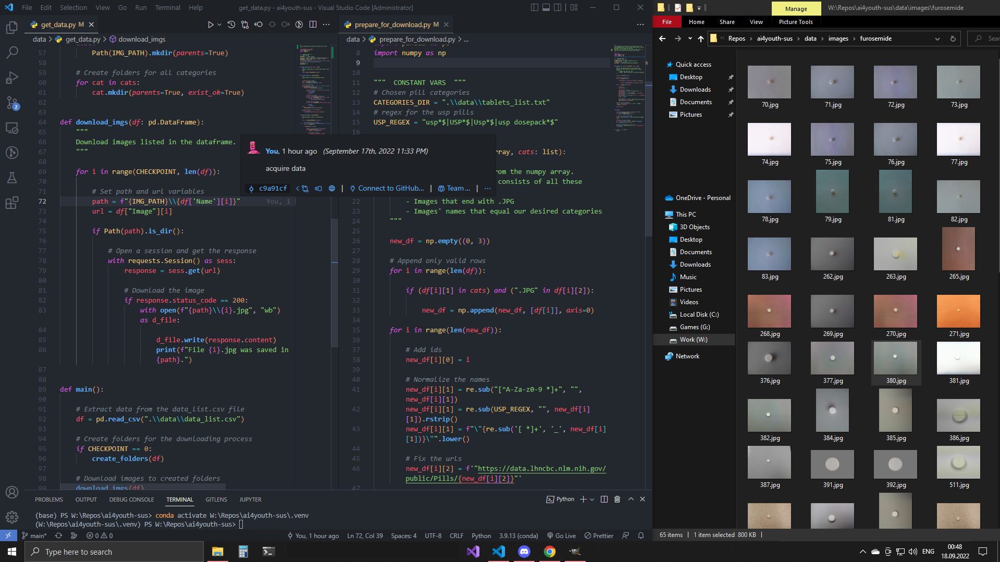 File Edit Selection View Go Run Terminal Help
get_data.py - ai4youth-sus - Visual Studio Code [Administrator]
get_data.py M
data > get_data.py > download_imgs
57 Path(IMG_PATH).mkdir(parents=True)
58
59 # Create folders for all categories
60 for cat in cats:
61 cat.mkdir(parents=True, exist_ok=True)
62
63
64 def download_imgs(df: pd.DataFrame):
65 """
66 Download images listed in the dataframe.
67 """
68
69 for i in range(CHECKPOINT, len(df)):
70
71 # Set path and url variables
72 path = f"{IMG_PATH}\\{df['Name'][i]}" You, 1
73 url = df["Image"][i]
74
75 if Path(path).is_dir():
76
77 # Open a session and get the response
78 with requests.Session() as sess:
79 response = sess.get(url)
80
81 # Download the image
82 if response.status_code == 200:
83 with open(f"{path}\\{i}.jpg", "wb")
as d_file:
84
85 d_file.write(response.content)
86 print(f"File {i}.jpg was saved in
{path}.")
87
88
89 def main():
90
91 # Extract data from the data_list.csv file
92 df = pd.read_csv(".\\data\\data_list.csv")
93
94 # Create folders for the downloading process
95 if CHECKPOINT == 0:
96 create_folders(df)
97
98 # Download images to created folders
99 download_imgs(df)
You, 1 hour ago (September 17th, 2022 11:33 PM)
acquire data
c9a91cf | Connect to GitHub... | Team... | ...
prepare_for_download.py M
data > prepare_for_download.py > ...
import pandas as pd
8 import numpy as np
9
10
11 """ CONSTANT VARS """
12 # Chosen pill categories
13 CATEGORIES_DIR = ".\\data\\tablets_list.txt"
14 # regex for the usp pills
15 USP_REGEX = "usp*$|USP*$|Usp*$|usp dosepack*$"
16
rray, cats: list):
om the numpy array.
consists of all these
22 - Images that end with .JPG
23 - Images' names that equal our desired categories
24 """
25
26 new_df = np.empty((0, 3))
27
28 # Append only valid rows
29 for i in range(len(df)):
30
31 if (df[i][1] in cats) and (".JPG" in df[i][2]):
32
33 new_df = np.append(new_df, [df[i]], axis=0)
34
35 for i in range(len(new_df)):
36
37 # Add ids
38 new_df[i][0] = i
39
40 # Normalize the names
41 new_df[i][1] = re.sub("[^A-Za-z0-9 *]+", "",
new_df[i][1])
42 new_df[i][1] = re.sub(USP_REGEX, "", new_df[i]
[1]).rstrip()
43 new_df[i][1] = f"\"{re.sub('[ *]+', '_', new_df[i]
[1])}\"".lower()
44
45 # Fix the urls
46 new_df[i][2] = f'"https://data.lhncbc.nlm.nih.gov/
public/Pills/{new_df[i][2]}"'
47
PROBLEMS OUTPUT DEBUG CONSOLE TERMINAL GITLENS JUPYTER
Python
(base) PS W:\Repos\ai4youth-sus> conda activate W:\Repos\ai4youth-sus\.venv
(W:\Repos\ai4youth-sus\.venv) PS W:\Repos\ai4youth-sus>
main* 0 0 You, 1 hour ago Ln 72, Col 39 Spaces: 4 UTF-8 CRLF Python 3.9.13 (conda) Go Live Prettier
2
Manage W:\Repos\ai4youth-sus\data\images\furosemide
File Home Share View Picture Tools
« Repos > ai4youth-sus > data > images > furosemide
Sear
Quick access
Desktop
Downloads
Documents
Pictures
OneDrive - Personal
This PC
3D Objects
Desktop
Documents
Downloads
Music
Pictures
Videos
Local Disk (C:)
Games (G:)
Work (W:)
Network
70.jpg 71.jpg 72.jpg 73.jpg
74.jpg 75.jpg 76.jpg 77.jpg
78.jpg 79.jpg 81.jpg 82.jpg
83.jpg 262.jpg 263.jpg 265.jpg
268.jpg 269.jpg 270.jpg 271.jpg
376.jpg 377.jpg 380.jpg 381.jpg
382.jpg 384.jpg 385.jpg 386.jpg
387.jpg 391.jpg 392.jpg 511.jpg
65 items | 1 item selected 800 KB |
Type here to search
ENG
00:48
18.09.2022